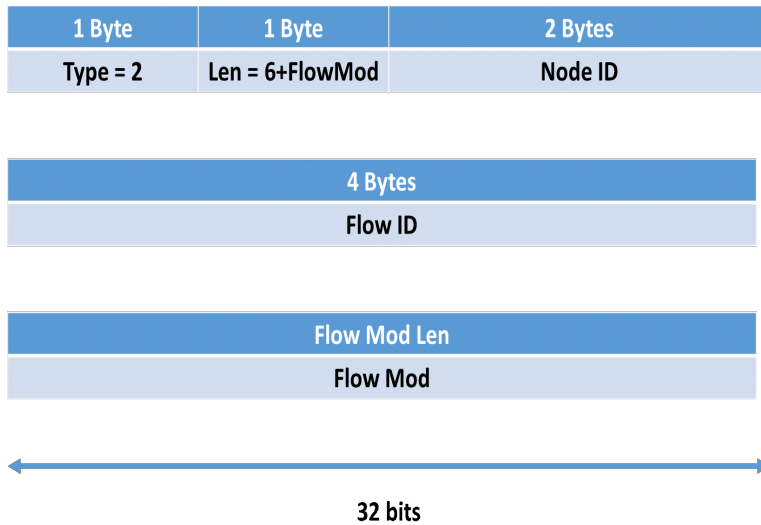 1 Byte 1 Byte 2 Bytes
Type = 2 Len = 6+FlowMod Node ID
4 Bytes
Flow ID
Flow Mod Len
Flow Mod
32 bits